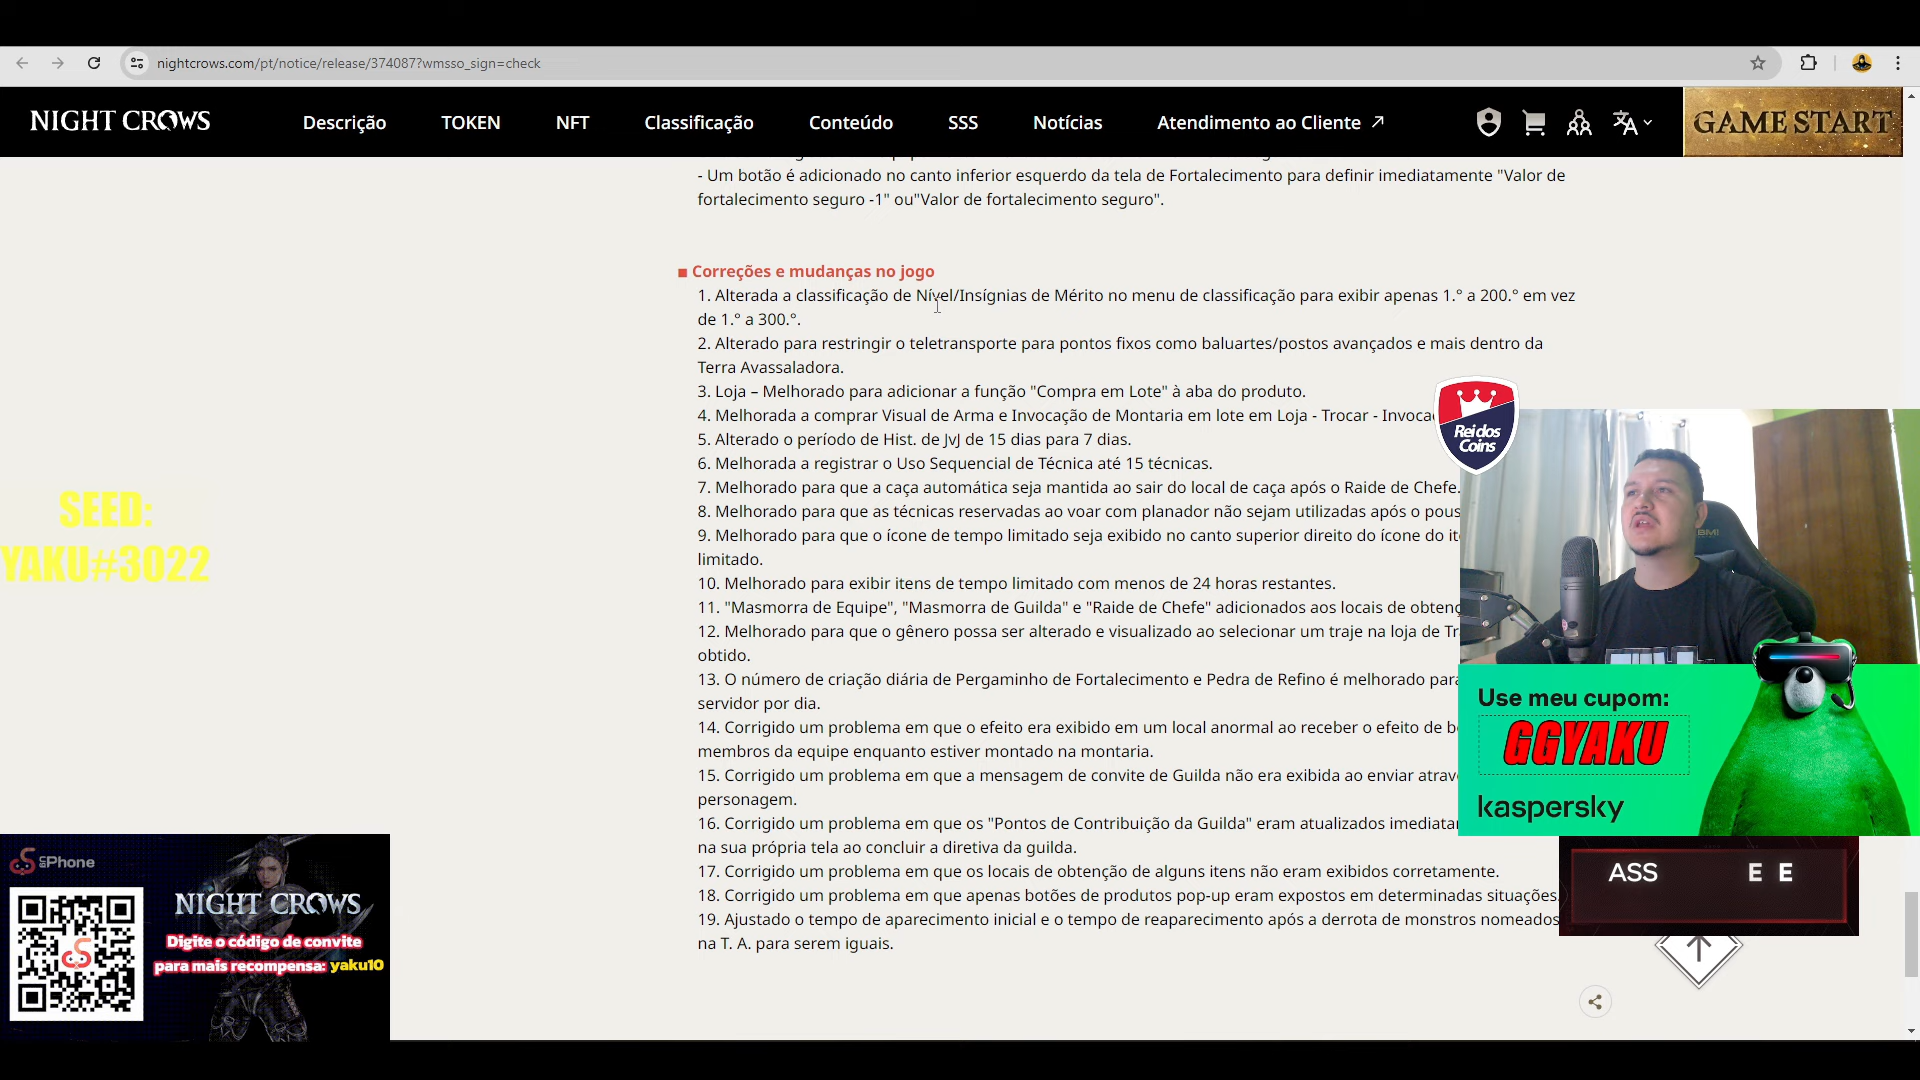 nightcrows.com/pt/notice/release/374087?wmsso_sign=check
NIGHT CROWS
Descrição
TOKEN
NFT
Classificação
Conteúdo
SSS
Notícias
Atendimento ao Cliente ↗
GAME START
- Um botão é adicionado no canto inferior esquerdo da tela de Fortalecimento para definir imediatamente "Valor de
fortalecimento seguro -1" ou"Valor de fortalecimento seguro".
■ Correções e mudanças no jogo
1. Alterada a classificação de Nível/Insígnias de Mérito no menu de classificação para exibir apenas 1.° a 200.° em vez
de 1.° a 300.°.
2. Alterado para restringir o teletransporte para pontos fixos como baluartes/postos avançados e mais dentro da
Terra Avassaladora.
3. Loja – Melhorado para adicionar a função "Compra em Lote" à aba do produto.
4. Melhorada a comprar Visual de Arma e Invocação de Montaria em lote em Loja - Trocar -
5. Alterado o período de Hist. de JvJ de 15 dias para 7 dias.
6. Melhorada a registrar o Uso Sequencial de Técnica até 15 técnicas.
7. Melhorado para que a caça automática seja mantida ao sair do local de caça após o Raide de Chefe.
8. Melhorado para que as técnicas reservadas ao voar com planador não sejam utilizadas após o
9. Melhorado para que o ícone de tempo limitado seja exibido no canto superior direito do ícone do
limitado.
10. Melhorado para exibir itens de tempo limitado com menos de 24 horas restantes.
11. "Masmorra de Equipe", "Masmorra de Guilda" e "Raide de Chefe" adicionados aos locais de
12. Melhorado para que o gênero possa ser alterado e visualizado ao selecionar um traje na loja de
obtido.
13. O número de criação diária de Pergaminho de Fortalecimento e Pedra de Refino é melhorado
servidor por dia.
14. Corrigido um problema em que o efeito era exibido em um local anormal ao receber o efeito de
membros da equipe enquanto estiver montado na montaria.
15. Corrigido um problema em que a mensagem de convite de Guilda não era exibida ao enviar
personagem.
16. Corrigido um problema em que os "Pontos de Contribuição da Guilda" eram atualizados
na sua própria tela ao concluir a diretiva da guilda.
17. Corrigido um problema em que os locais de obtenção de alguns itens não eram exibidos corretamente.
18. Corrigido um problema em que apenas botões de produtos pop-up eram expostos em determinadas situações.
19. Ajustado o tempo de aparecimento inicial e o tempo de reaparecimento após a derrota de monstros nomeados
na T. A. para serem iguais.
SEED:
YAKU#3022
Rei dos
Coins
Use meu cupom:
GGYAKU
kaspersky
ASS E E
UgPhone
NIGHT CROWS
Digite o código de convite
para mais recompensa: yaku10